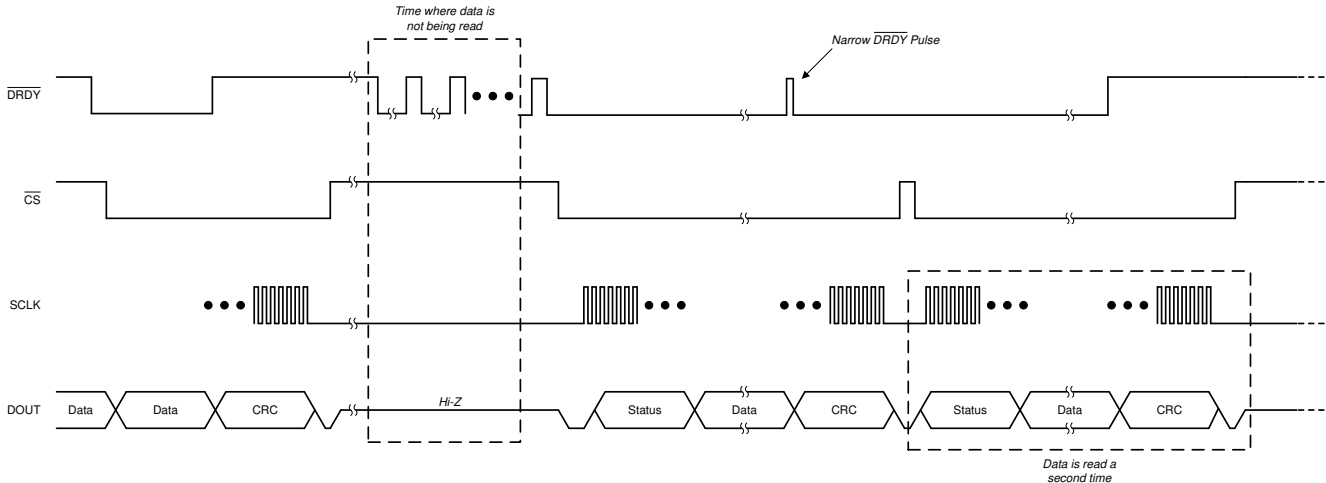 Time where data is
not being read
Narrow DRDY Pulse
DRDY
CS
SCLK
DOUT
Data
Data
CRC
Hi-Z
Status
Data
CRC
Status
Data
CRC
Data is read a
second time